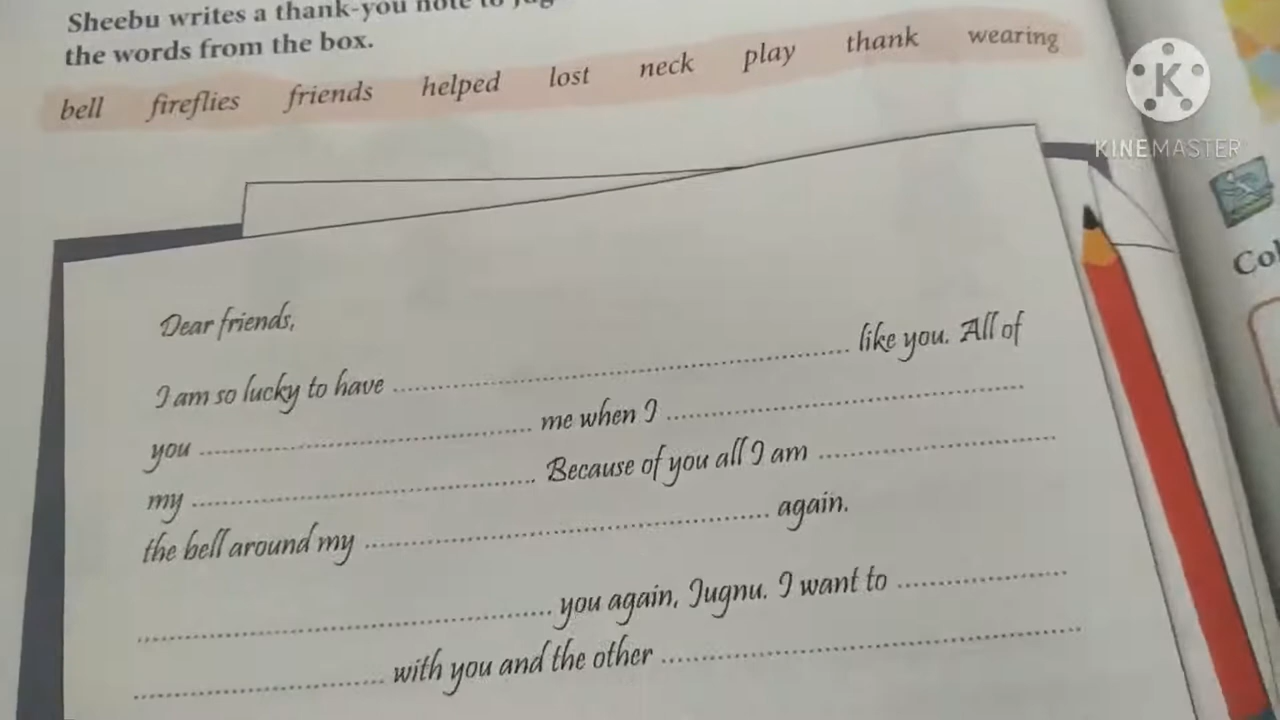 Sheebu writes a thank-you note to Jug
the words from the box.
bell fireflies friends helped lost neck play thank wearing
KINEMASTER
Dear friends,
I am so lucky to have ........ like you. All of
you ........ me when I ........
my ........ Because of you all I am ........
the bell around my ........ again.
........ you again, Jugnu. I want to ........
........ with you and the other ........
Col